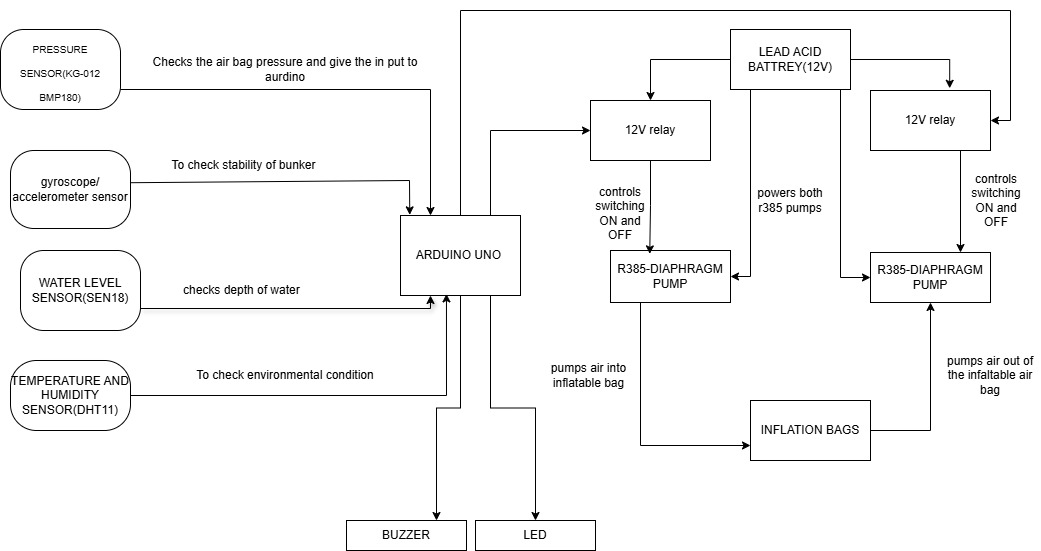 PRESSURE
SENSOR(KG-012
BMP180)
Checks the air bag pressure and give the in put to
aurdino
LEAD ACID
BATTREY(12V)
12V relay
12V relay
gyroscope/
accelerometer sensor
To check stability of bunker
controls
switching
ON and
OFF
powers both
r385 pumps
controls
switching
ON and
OFF
ARDUINO UNO
WATER LEVEL
SENSOR(SEN18)
checks depth of water
R385-DIAPHRAGM
PUMP
R385-DIAPHRAGM
PUMP
TEMPERATURE AND
HUMIDITY
SENSOR(DHT11)
To check environmental condition
pumps air into
inflatable bag
pumps air out of
the infaltable air
bag
INFLATION BAGS
BUZZER
LED